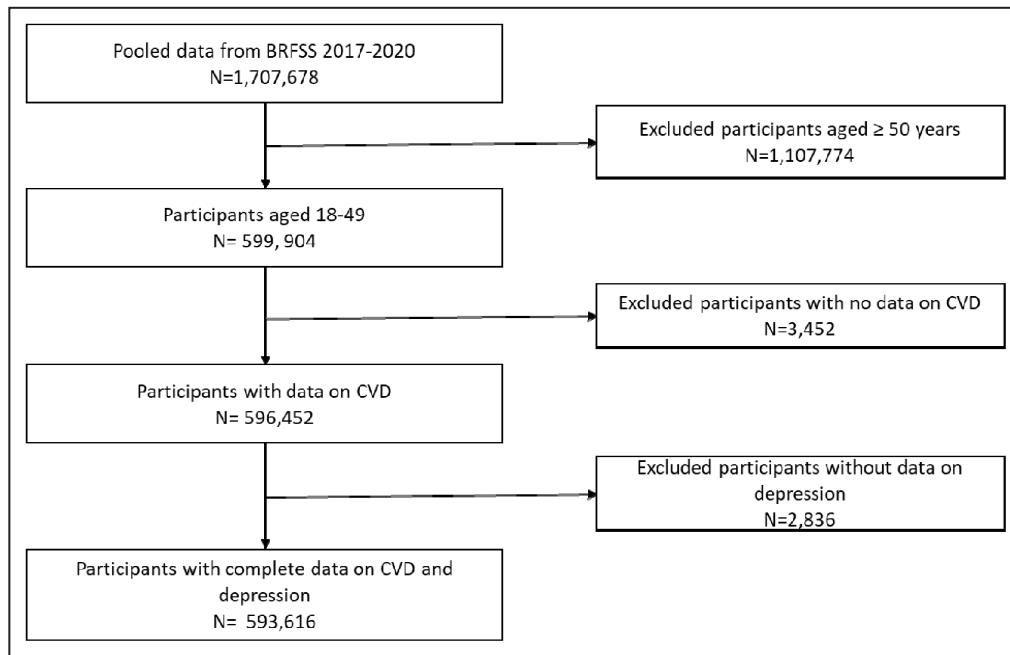 Pooled data from BRFSS 2017-2020
N=1,707,678
Excluded participants aged ≥ 50 years
N=1,107,774
Participants aged 18-49
N= 599, 904
Excluded participants with no data on CVD
N=3,452
Participants with data on CVD
N= 596,452
Excluded participants without data on
depression
N=2,836
Participants with complete data on CVD and
depression
N=  593,616